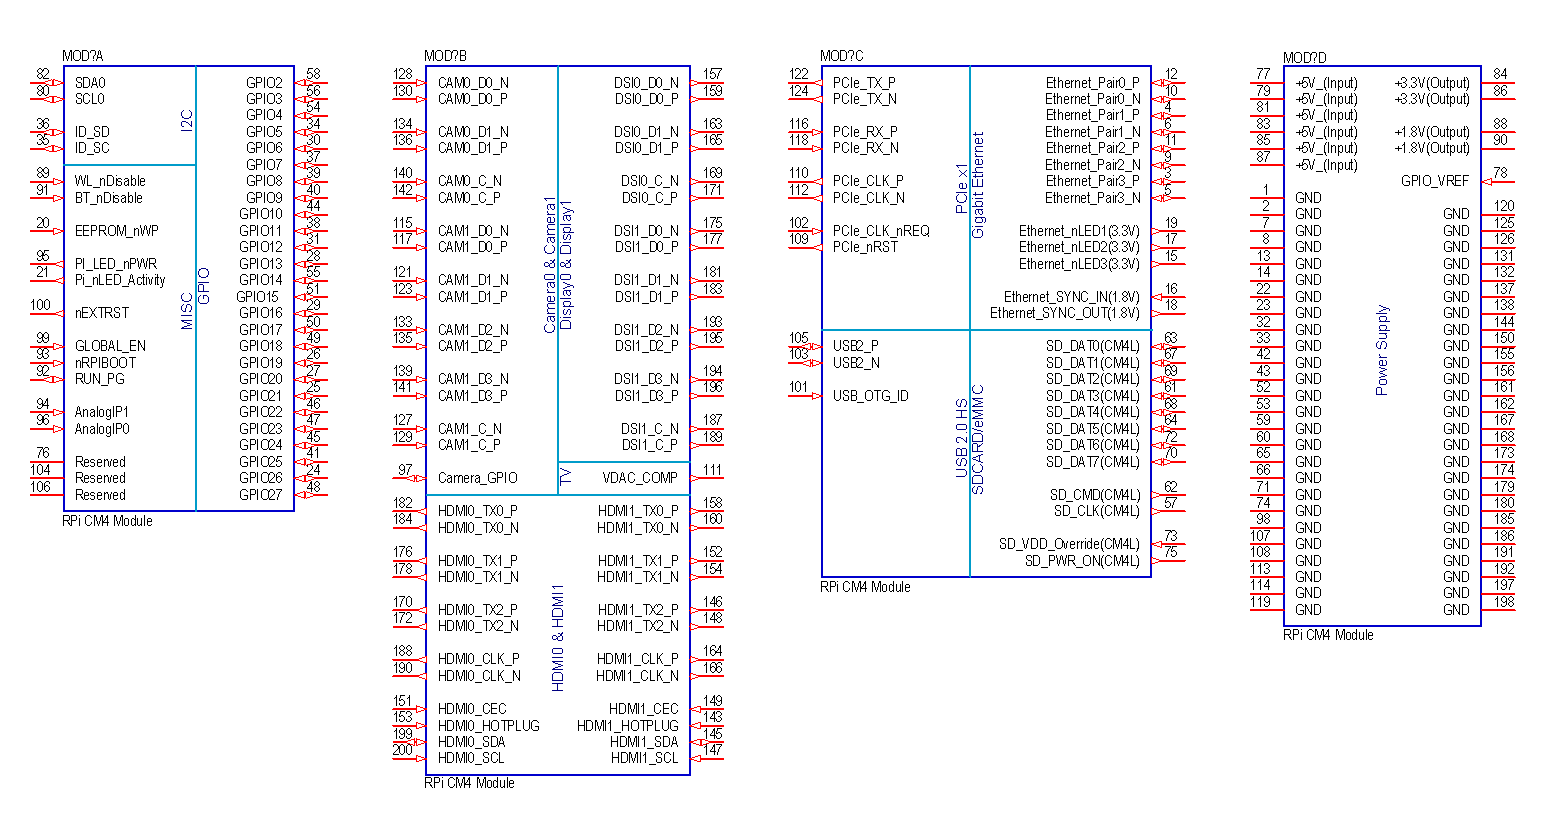 MOD?A
82 SDA0 GPIO2 58
80 SCL0 GPIO3 56
GPIO4 54
36 ID_SD GPIO5 34
35 ID_SC GPIO6 30
GPIO7 37
89 WL_nDisable GPIO8 39
91 BT_nDisable GPIO9 40
GPIO10 44
20 EEPROM_nWP GPIO11 38
GPIO12 31
95 PI_LED_nPWR GPIO13 28
21 Pi_nLED_Activity GPIO14 55
GPIO15 51
100 nEXTRST GPIO16 29
GPIO17 50
99 GLOBAL_EN GPIO18 49
93 nRPIBOOT GPIO19 26
92 RUN_PG GPIO20 27
GPIO21 25
94 AnalogIP1 GPIO22 46
96 AnalogIP0 GPIO23 47
GPIO24 45
76 Reserved GPIO25 41
104 Reserved GPIO26 24
106 Reserved GPIO27 48
I2C
MISC
GPIO
RPi CM4 Module
MOD?B
128 CAM0_D0_N DSI0_D0_N 157
130 CAM0_D0_P DSI0_D0_P 159
134 CAM0_D1_N DSI0_D1_N 163
136 CAM0_D1_P DSI0_D1_P 165
140 CAM0_C_N DSI0_C_N 169
142 CAM0_C_P DSI0_C_P 171
115 CAM1_D0_N DSI1_D0_N 175
117 CAM1_D0_P DSI1_D0_P 177
121 CAM1_D1_N DSI1_D1_N 181
123 CAM1_D1_P DSI1_D1_P 183
133 CAM1_D2_N DSI1_D2_N 193
135 CAM1_D2_P DSI1_D2_P 195
139 CAM1_D3_N DSI1_D3_N 194
141 CAM1_D3_P DSI1_D3_P 196
127 CAM1_C_N DSI1_C_N 187
129 CAM1_C_P DSI1_C_P 189
97 Camera_GPIO VDAC_COMP 111
Camera0 & Camera1
Display0 & Display1
TV
182 HDMI0_TX0_P HDMI1_TX0_P 158
184 HDMI0_TX0_N HDMI1_TX0_N 160
176 HDMI0_TX1_P HDMI1_TX1_P 152
178 HDMI0_TX1_N HDMI1_TX1_N 154
170 HDMI0_TX2_P HDMI1_TX2_P 146
172 HDMI0_TX2_N HDMI1_TX2_N 148
188 HDMI0_CLK_P HDMI1_CLK_P 164
190 HDMI0_CLK_N HDMI1_CLK_N 166
151 HDMI0_CEC HDMI1_CEC 149
153 HDMI0_HOTPLUG HDMI1_HOTPLUG 143
199 HDMI0_SDA HDMI1_SDA 145
200 HDMI0_SCL HDMI1_SCL 147
HDMI0 & HDMI1
RPi CM4 Module
MOD?C
122 PCIe_TX_P Ethernet_Pair0_P 12
124 PCIe_TX_N Ethernet_Pair0_N 10
Ethernet_Pair1_P 4
116 PCIe_RX_P Ethernet_Pair1_N 6
118 PCIe_RX_N Ethernet_Pair2_P 11
Ethernet_Pair2_N 9
110 PCIe_CLK_P Ethernet_Pair3_P 3
112 PCIe_CLK_N Ethernet_Pair3_N 5
102 PCIe_CLK_nREQ Ethernet_nLED1(3.3V) 19
109 PCIe_nRST Ethernet_nLED2(3.3V) 17
Ethernet_nLED3(3.3V) 15
Ethernet_SYNC_IN(1.8V) 16
Ethernet_SYNC_OUT(1.8V) 18
PCIe x1
Gigabit Ethernet
105 USB2_P SD_DAT0(CM4L) 63
103 USB2_N SD_DAT1(CM4L) 67
SD_DAT2(CM4L) 69
101 USB_OTG_ID SD_DAT3(CM4L) 61
SD_DAT4(CM4L) 68
SD_DAT5(CM4L) 64
SD_DAT6(CM4L) 72
SD_DAT7(CM4L) 70
SD_CMD(CM4L) 62
SD_CLK(CM4L) 57
SD_VDD_Override(CM4L) 73
SD_PWR_ON(CM4L) 75
USB2.0 HS
SDCARD/eMMC
RPi CM4 Module
MOD?D
77 +5V_(Input) +3.3V(Output) 84
79 +5V_(Input) +3.3V(Output) 86
81 +5V_(Input)
83 +5V_(Input) +1.8V(Output) 88
85 +5V_(Input) +1.8V(Output) 90
87 +5V_(Input)
GPIO_VREF 78
1 GND
2 GND GND 120
7 GND GND 125
8 GND GND 126
13 GND GND 131
14 GND GND 132
22 GND GND 137
23 GND GND 138
32 GND GND 144
33 GND GND 150
42 GND GND 155
43 GND GND 156
52 GND GND 161
53 GND GND 162
59 GND GND 167
60 GND GND 168
65 GND GND 173
66 GND GND 174
71 GND GND 179
74 GND GND 180
98 GND GND 185
107 GND GND 186
108 GND GND 191
113 GND GND 192
114 GND GND 197
119 GND GND 198
Power Supply
RPi CM4 Module